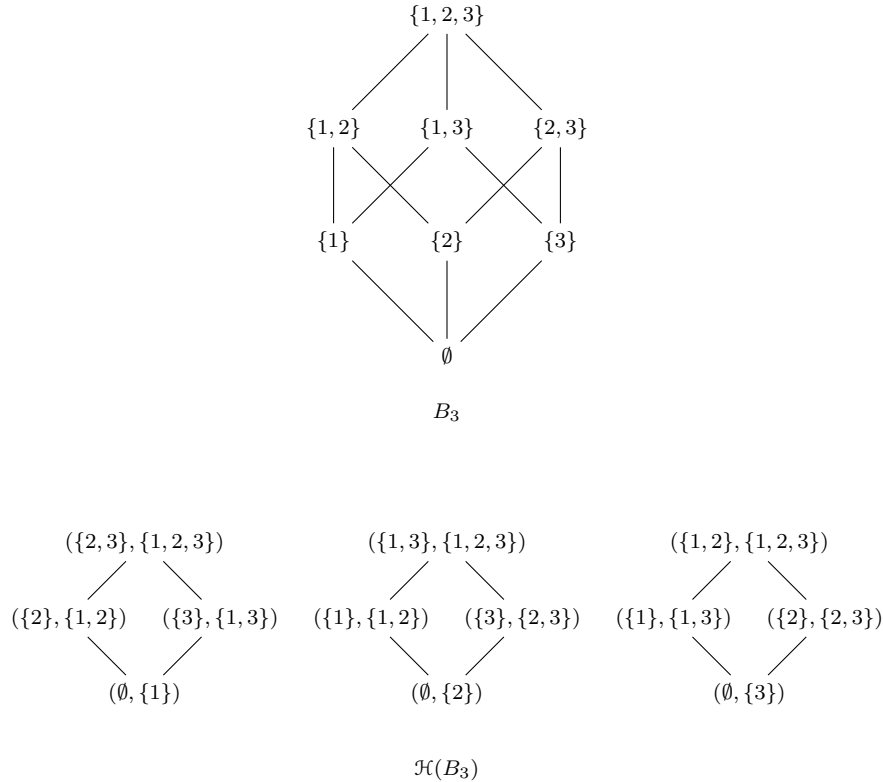 {1, 2, 3}
{1, 2} {1, 3} {2, 3}
{1} {2} {3}
∅
B₃
({2, 3}, {1, 2, 3}) ({1, 3}, {1, 2, 3}) ({1, 2}, {1, 2, 3})
({2}, {1, 2}) ({3}, {1, 3}) ({1}, {1, 2}) ({3}, {2, 3}) ({1}, {1, 3}) ({2}, {2, 3})
(∅, {1}) (∅, {2}) (∅, {3})
ℋ(B₃)